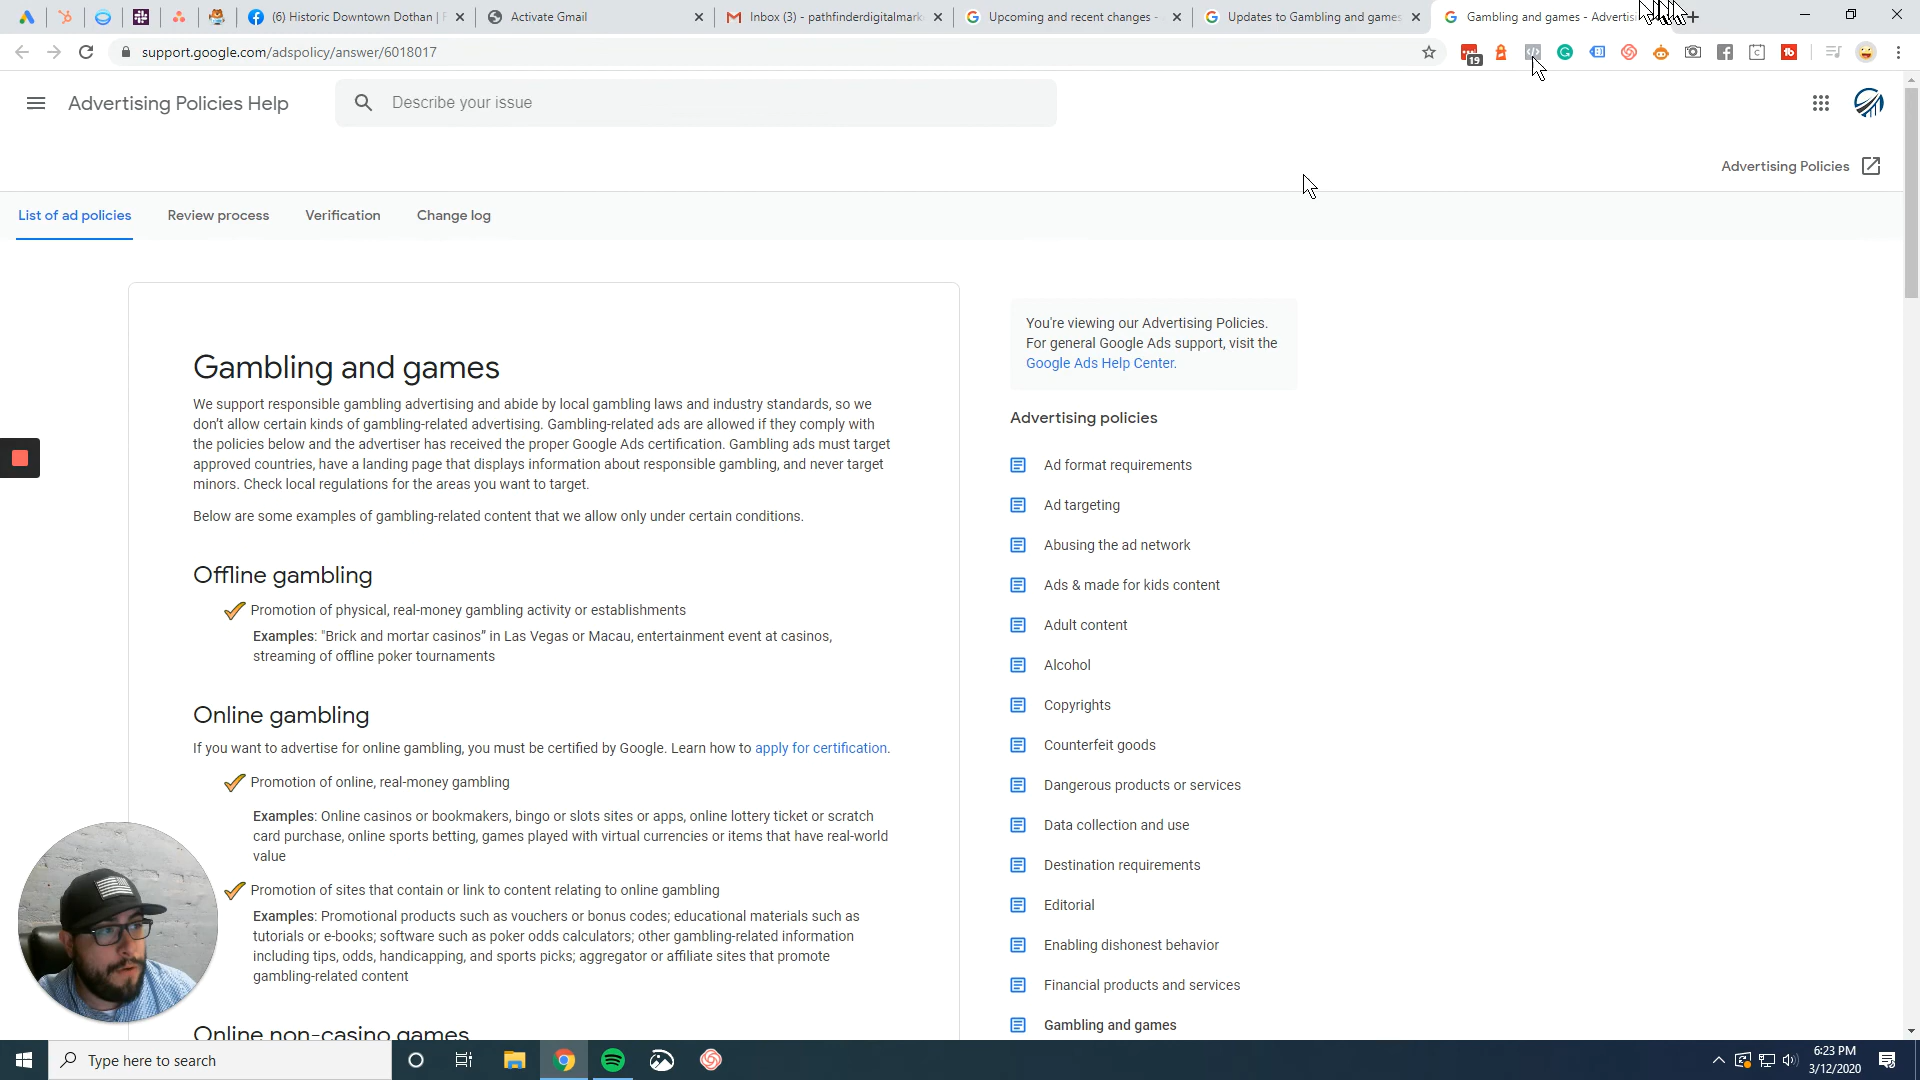 (6) Historic Downtown Dothan | F
Activate Gmail
Inbox (3) - pathfinderdigitalmark
Upcoming and recent changes -
Updates to Gambling and games
Gambling and games - Advertisi
support.google.com/adspolicy/answer/6018017
19
Advertising Policies Help
Describe your issue
Advertising Policies
List of ad policies
Review process
Verification
Change log
Gambling and games
We support responsible gambling advertising and abide by local gambling laws and industry standards, so we
don't allow certain kinds of gambling-related advertising. Gambling-related ads are allowed if they comply with
the policies below and the advertiser has received the proper Google Ads certification. Gambling ads must target
approved countries, have a landing page that displays information about responsible gambling, and never target
minors. Check local regulations for the areas you want to target.
Below are some examples of gambling-related content that we allow only under certain conditions.
Offline gambling
Promotion of physical, real-money gambling activity or establishments
Examples: "Brick and mortar casinos” in Las Vegas or Macau, entertainment event at casinos,
streaming of offline poker tournaments
Online gambling
If you want to advertise for online gambling, you must be certified by Google. Learn how to apply for certification.
Promotion of online, real-money gambling
Examples: Online casinos or bookmakers, bingo or slots sites or apps, online lottery ticket or scratch
card purchase, online sports betting, games played with virtual currencies or items that have real-world
value
Promotion of sites that contain or link to content relating to online gambling
Examples: Promotional products such as vouchers or bonus codes; educational materials such as
tutorials or e-books; software such as poker odds calculators; other gambling-related information
including tips, odds, handicapping, and sports picks; aggregator or affiliate sites that promote
gambling-related content
Online non-casino games
You're viewing our Advertising Policies.
For general Google Ads support, visit the
Google Ads Help Center.
Advertising policies
Ad format requirements
Ad targeting
Abusing the ad network
Ads & made for kids content
Adult content
Alcohol
Copyrights
Counterfeit goods
Dangerous products or services
Data collection and use
Destination requirements
Editorial
Enabling dishonest behavior
Financial products and services
Gambling and games
Type here to search
6:23 PM
3/12/2020